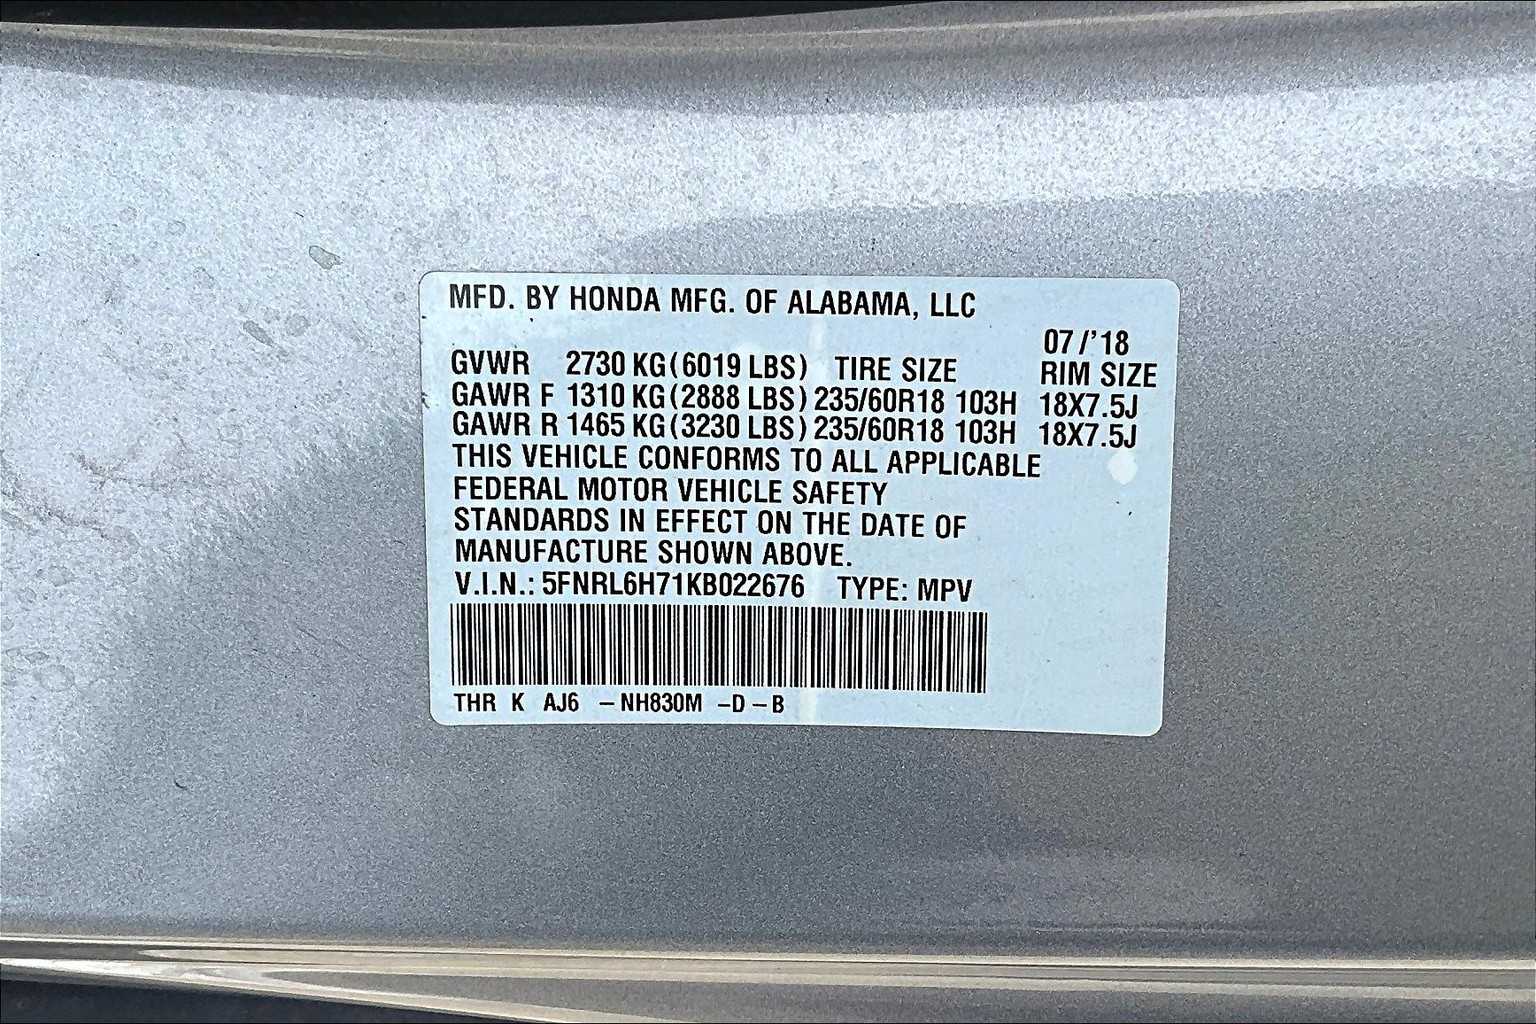 MFD. BY HONDA MFG. OF ALABAMA, LLC
07/'18
GVWR 2730 KG (6019 LBS) TIRE SIZE RIM SIZE
GAWR F 1310 KG (2888 LBS) 235/60R18 103H 18X7.5J
GAWR R 1465 KG (3230 LBS) 235/60R18 103H 18X7.5J
THIS VEHICLE CONFORMS TO ALL APPLICABLE
FEDERAL MOTOR VEHICLE SAFETY
STANDARDS IN EFFECT ON THE DATE OF
MANUFACTURE SHOWN ABOVE.
V.I.N.: 5FNRL6H71KB022676 TYPE: MPV
THR K AJ6 – NH830M – D – B